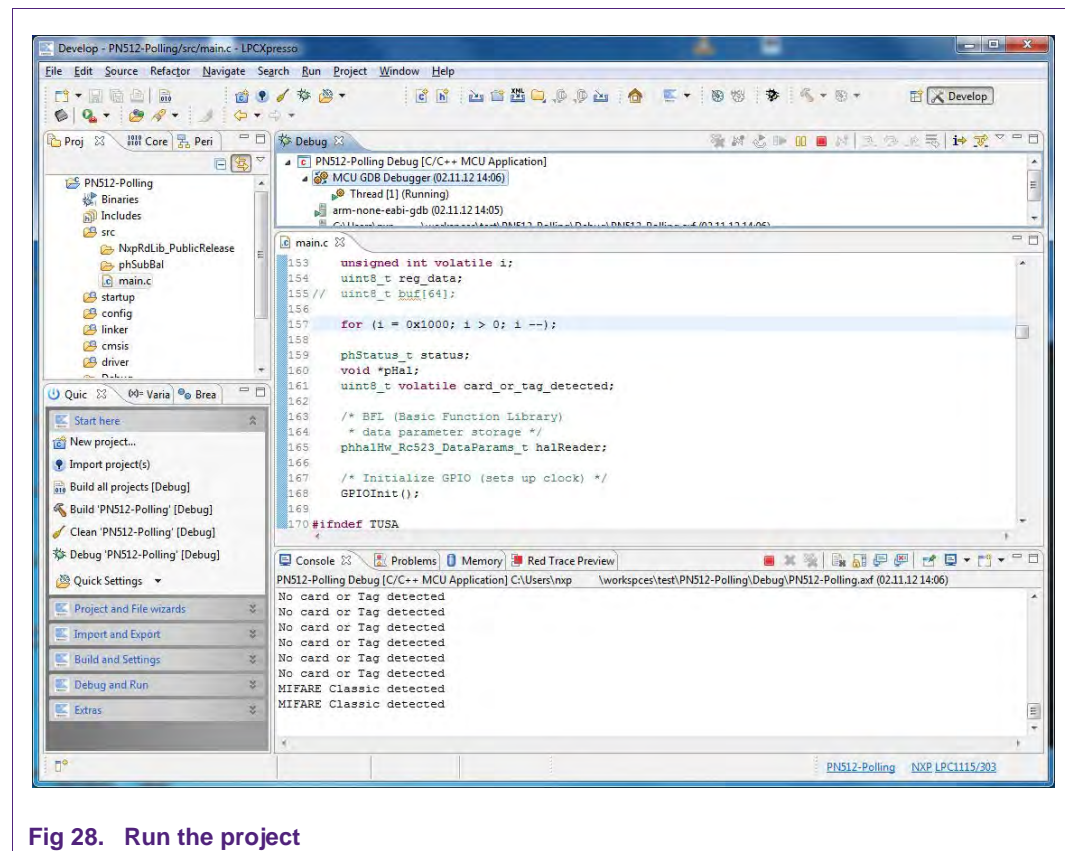 Develop - PN512-Polling/src/main.c - LPCXpresso
File Edit Source Refactor Navigate Search Run Project Window Help
Develop
Proj Core Peri
PN512-Polling
Binaries
Includes
src
NxpRdLib_PublicRelease
phSubBal
main.c
startup
config
linker
cmsis
driver
Debug
PN512-Polling Debug [C/C++ MCU Application]
MCU GDB Debugger (02.11.12 14:06)
Thread [1] (Running)
arm-none-eabi-gdb (02.11.12 14:05)
main.c
153 unsigned int volatile i;
154 uint8_t reg_data;
155 // uint8_t buf[64];
156
157 for (i = 0x1000; i > 0; i --);
158
159 phStatus_t status;
160 void *pHal;
161 uint8_t volatile card_or_tag_detected;
162
163 /* BFL (Basic Function Library)
164 * data parameter storage */
165 phhalHw_Rc523_DataParams_t halReader;
166
167 /* Initialize GPIO (sets up clock) */
168 GPIOInit();
169
170 #ifndef TUSA
Quic (x)= Varia Brea
Start here
New project...
Import project(s)
Build all projects [Debug]
Build 'PN512-Polling' [Debug]
Clean 'PN512-Polling' [Debug]
Debug 'PN512-Polling' [Debug]
Quick Settings
Project and File wizards
Import and Export
Build and Settings
Debug and Run
Extras
Console Problems Memory Red Trace Preview
PN512-Polling Debug [C/C++ MCU Application] C:\Users\nxp \workspces\test\PN512-Polling\Debug\PN512-Polling.axf (02.11.12 14:06)
No card or Tag detected
No card or Tag detected
No card or Tag detected
No card or Tag detected
No card or Tag detected
No card or Tag detected
MIFARE Classic detected
MIFARE Classic detected
PN512-Polling NXP LPC1115/303
Fig 28. Run the project